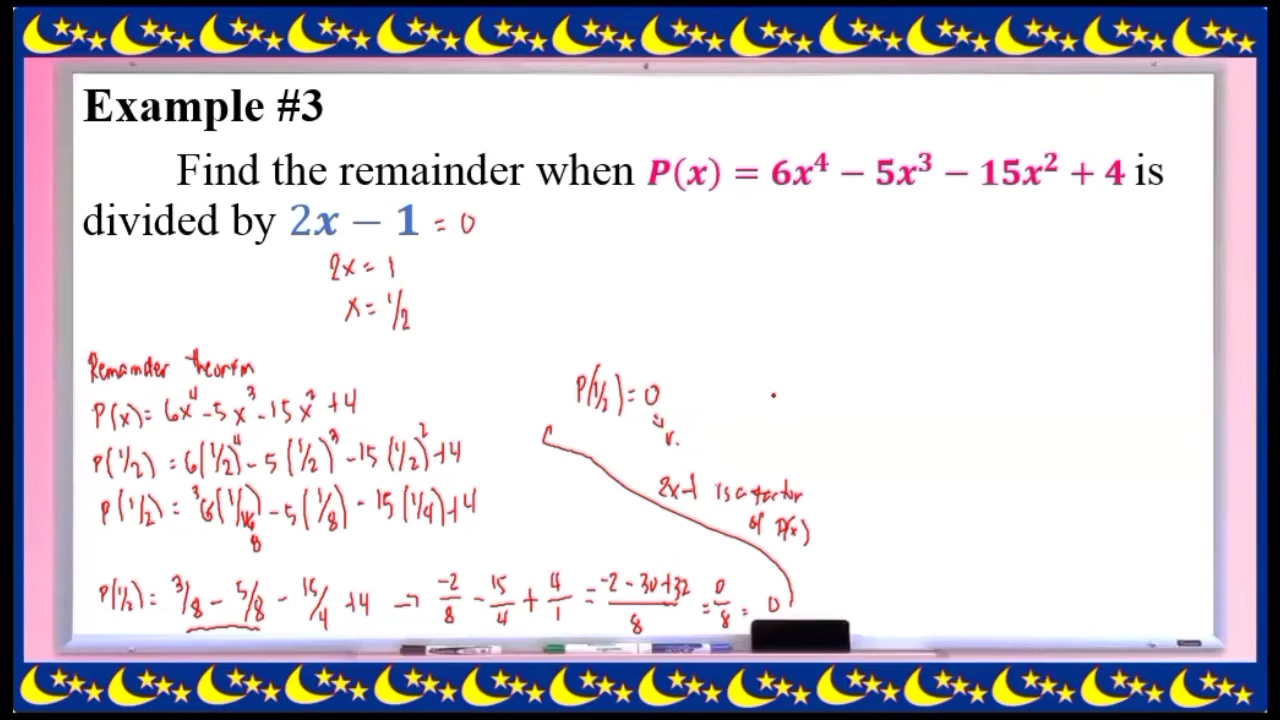 Example #3
Find the remainder when P(x) = 6x⁴ − 5x³ − 15x² + 4 is
divided by 2x − 1 = 0
2x = 1
x = 1/2
Remainder theorem
P(x) = 6x⁴ - 5x³ - 15x² + 4
P(1/2) = 6(1/2)⁴ - 5(1/2)³ - 15(1/2)² + 4
P(1/2) = ³6(1/16) - 5(1/8) - 15(1/4) + 4
8
P(1/2) = 3/8 - 5/8 - 15/4 + 4 → -2/8 - 15/4 + 4/1 = -2 - 30 + 32/8 = 0/8 = 0
P(1/2) = 0
r.
2x-1 is a factor
of P(x)